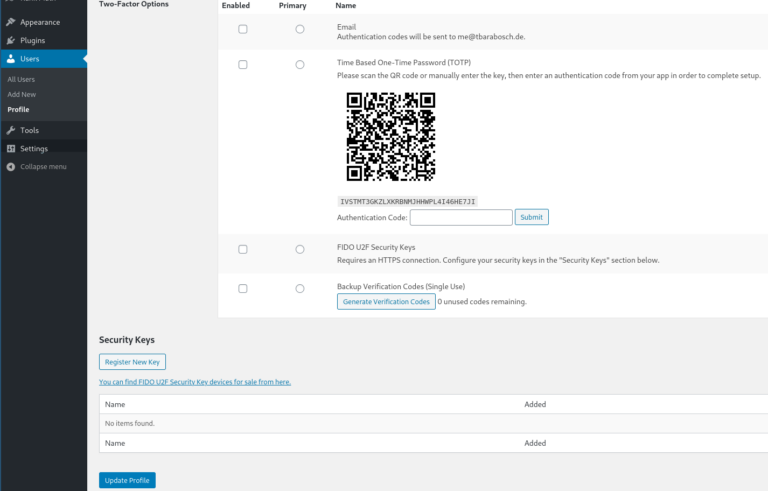 Two-Factor Options
Enabled
Primary
Name
Appearance
Plugins
Users
All Users
Add New
Profile
Tools
Settings
Collapse menu
Email
Authentication codes will be sent to me@tbarabosch.de.
Time Based One-Time Password (TOTP)
Please scan the QR code or manually enter the key, then enter an authentication code from your app in order to complete setup.
IVSTMT3GKZLXKRBNMJHHWPL4I46HE7JI
Authentication Code:
Submit
FIDO U2F Security Keys
Requires an HTTPS connection. Configure your security keys in the "Security Keys" section below.
Backup Verification Codes (Single Use)
Generate Verification Codes
0 unused codes remaining.
Security Keys
Register New Key
You can find FIDO U2F Security Key devices for sale from here.
Name
Added
No items found.
Name
Added
Update Profile